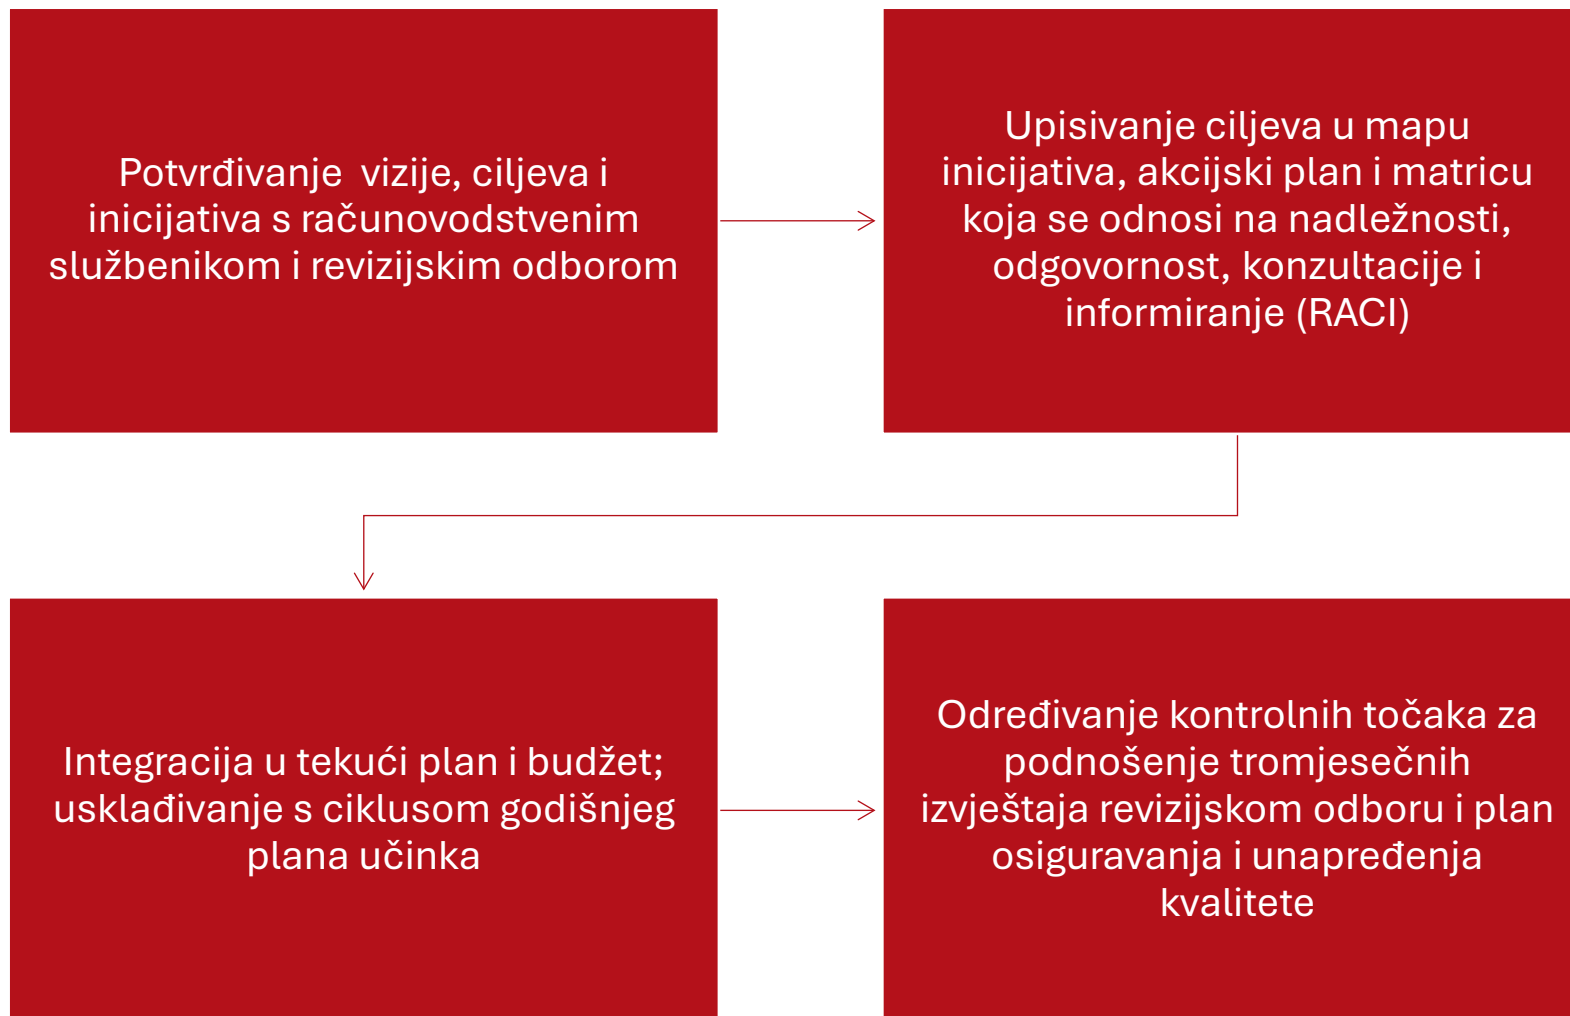 Potvrđivanje  vizije, ciljeva i
inicijativa s računovodstvenim
službenikom i revizijskim odborom
Upisivanje ciljeva u mapu
inicijativa, akcijski plan i matricu
koja se odnosi na nadležnosti,
odgovornost, konzultacije i
informiranje (RACI)
Integracija u tekući plan i budžet;
usklađivanje s ciklusom godišnjeg
plana učinka
Određivanje kontrolnih točaka za
podnošenje tromjesečnih
izvještaja revizijskom odboru i plan
osiguravanja i unapređenja
kvalitete